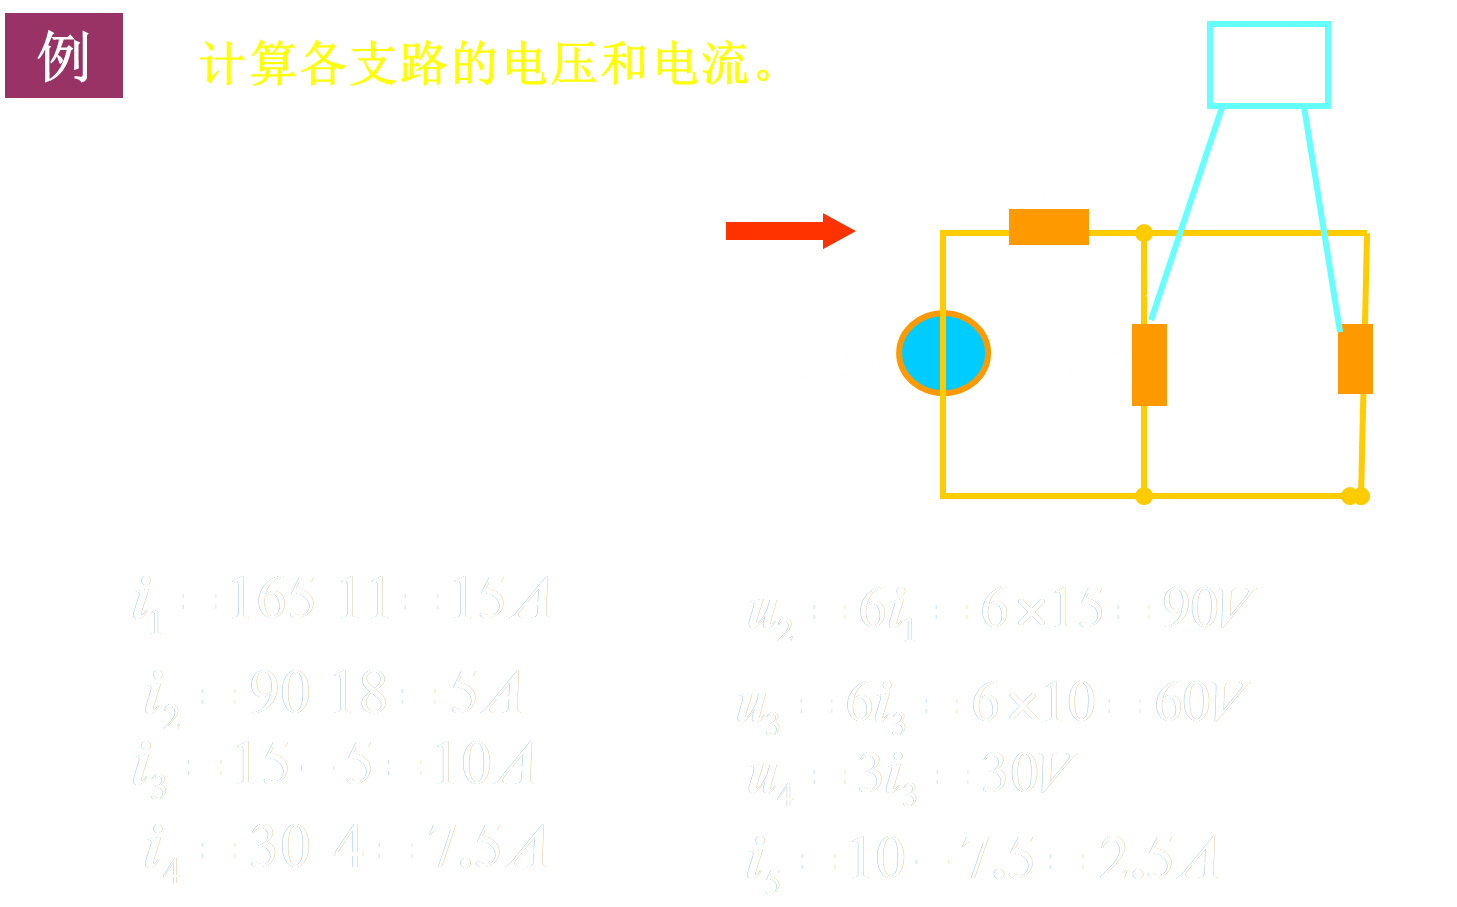 例
计算各支路的电压和电流。
i₁ = 165 11 = 15A
u₂ = 6i₁ = 6×15 = 90V
i₂ = 90 18 = 5A
u₃ = 6i₃ = 6×10 = 60V
i₃ = 15 - 5 = 10A
u₄ = 3i₃ = 30V
i₄ = 30 4 = 7.5A
i₅ = 10 - 7.5 = 2.5A